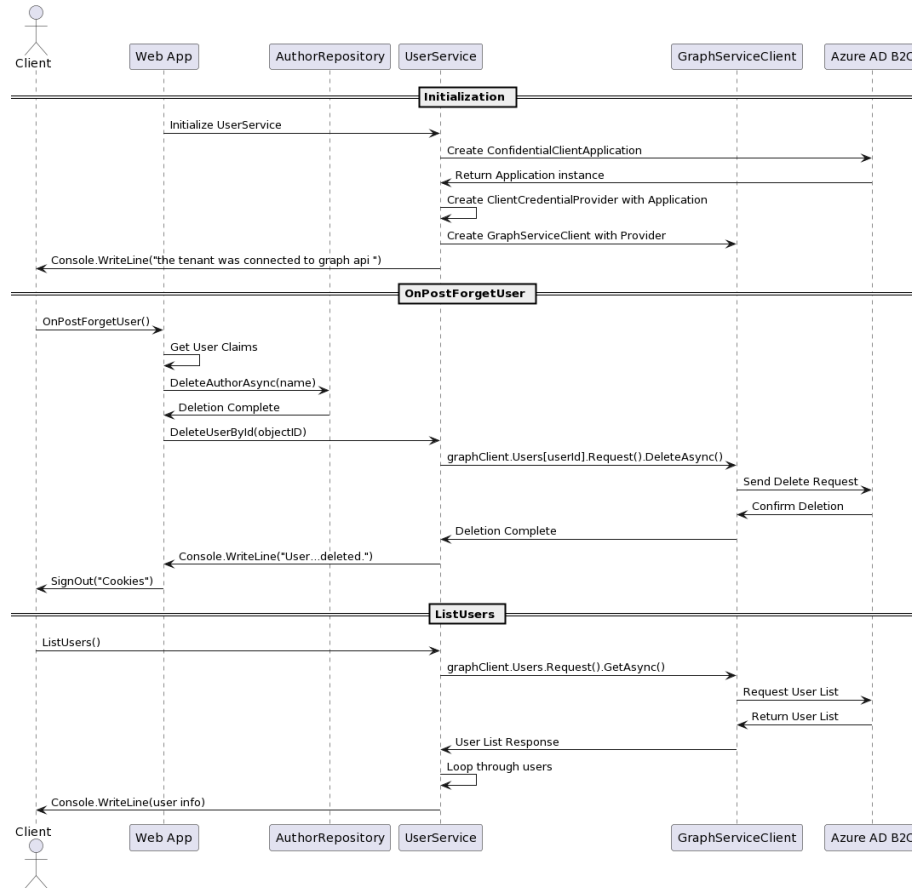 Client
Web App
AuthorRepository
UserService
GraphServiceClient
Azure AD B2C
Initialization
Initialize UserService
Create ConfidentialClientApplication
Return Application instance
Create ClientCredentialProvider with Application
Create GraphServiceClient with Provider
Console.WriteLine("the tenant was connected to graph api ")
OnPostForgetUser
OnPostForgetUser()
Get User Claims
DeleteAuthorAsync(name)
Deletion Complete
DeleteUserById(objectID)
graphClient.Users[userId].Request().DeleteAsync()
Send Delete Request
Confirm Deletion
Deletion Complete
Console.WriteLine("User...deleted.")
SignOut("Cookies")
ListUsers
ListUsers()
graphClient.Users.Request().GetAsync()
Request User List
Return User List
User List Response
Loop through users
Console.WriteLine(user info)
Client
Web App
AuthorRepository
UserService
GraphServiceClient
Azure AD B2C